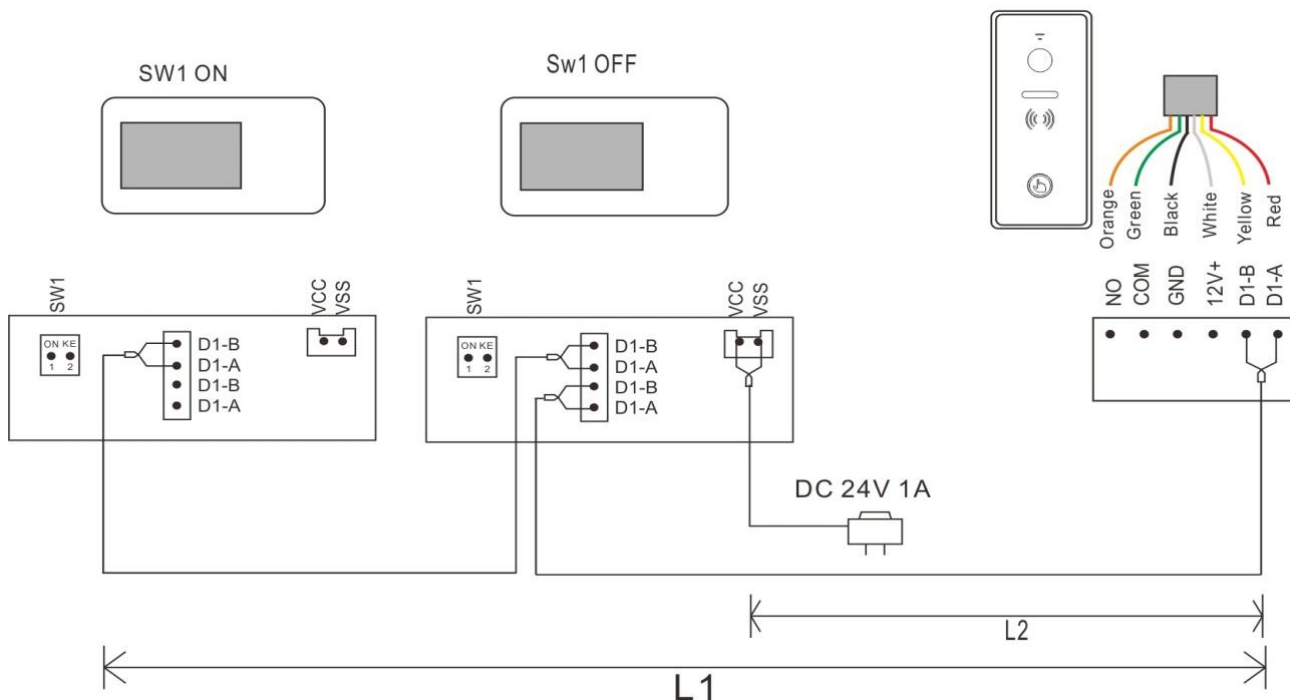 SW1 ON
Sw1 OFF
Orange
Green
Black
White
Yellow
Red
NO
COM
GND
12V+
D1-B
D1-A
SW1
ON KE
1 2
D1-B
D1-A
D1-B
D1-A
VCC
VSS
SW1
ON KE
1 2
D1-B
D1-A
D1-B
D1-A
VCC
VSS
DC 24V 1A
L2
L1